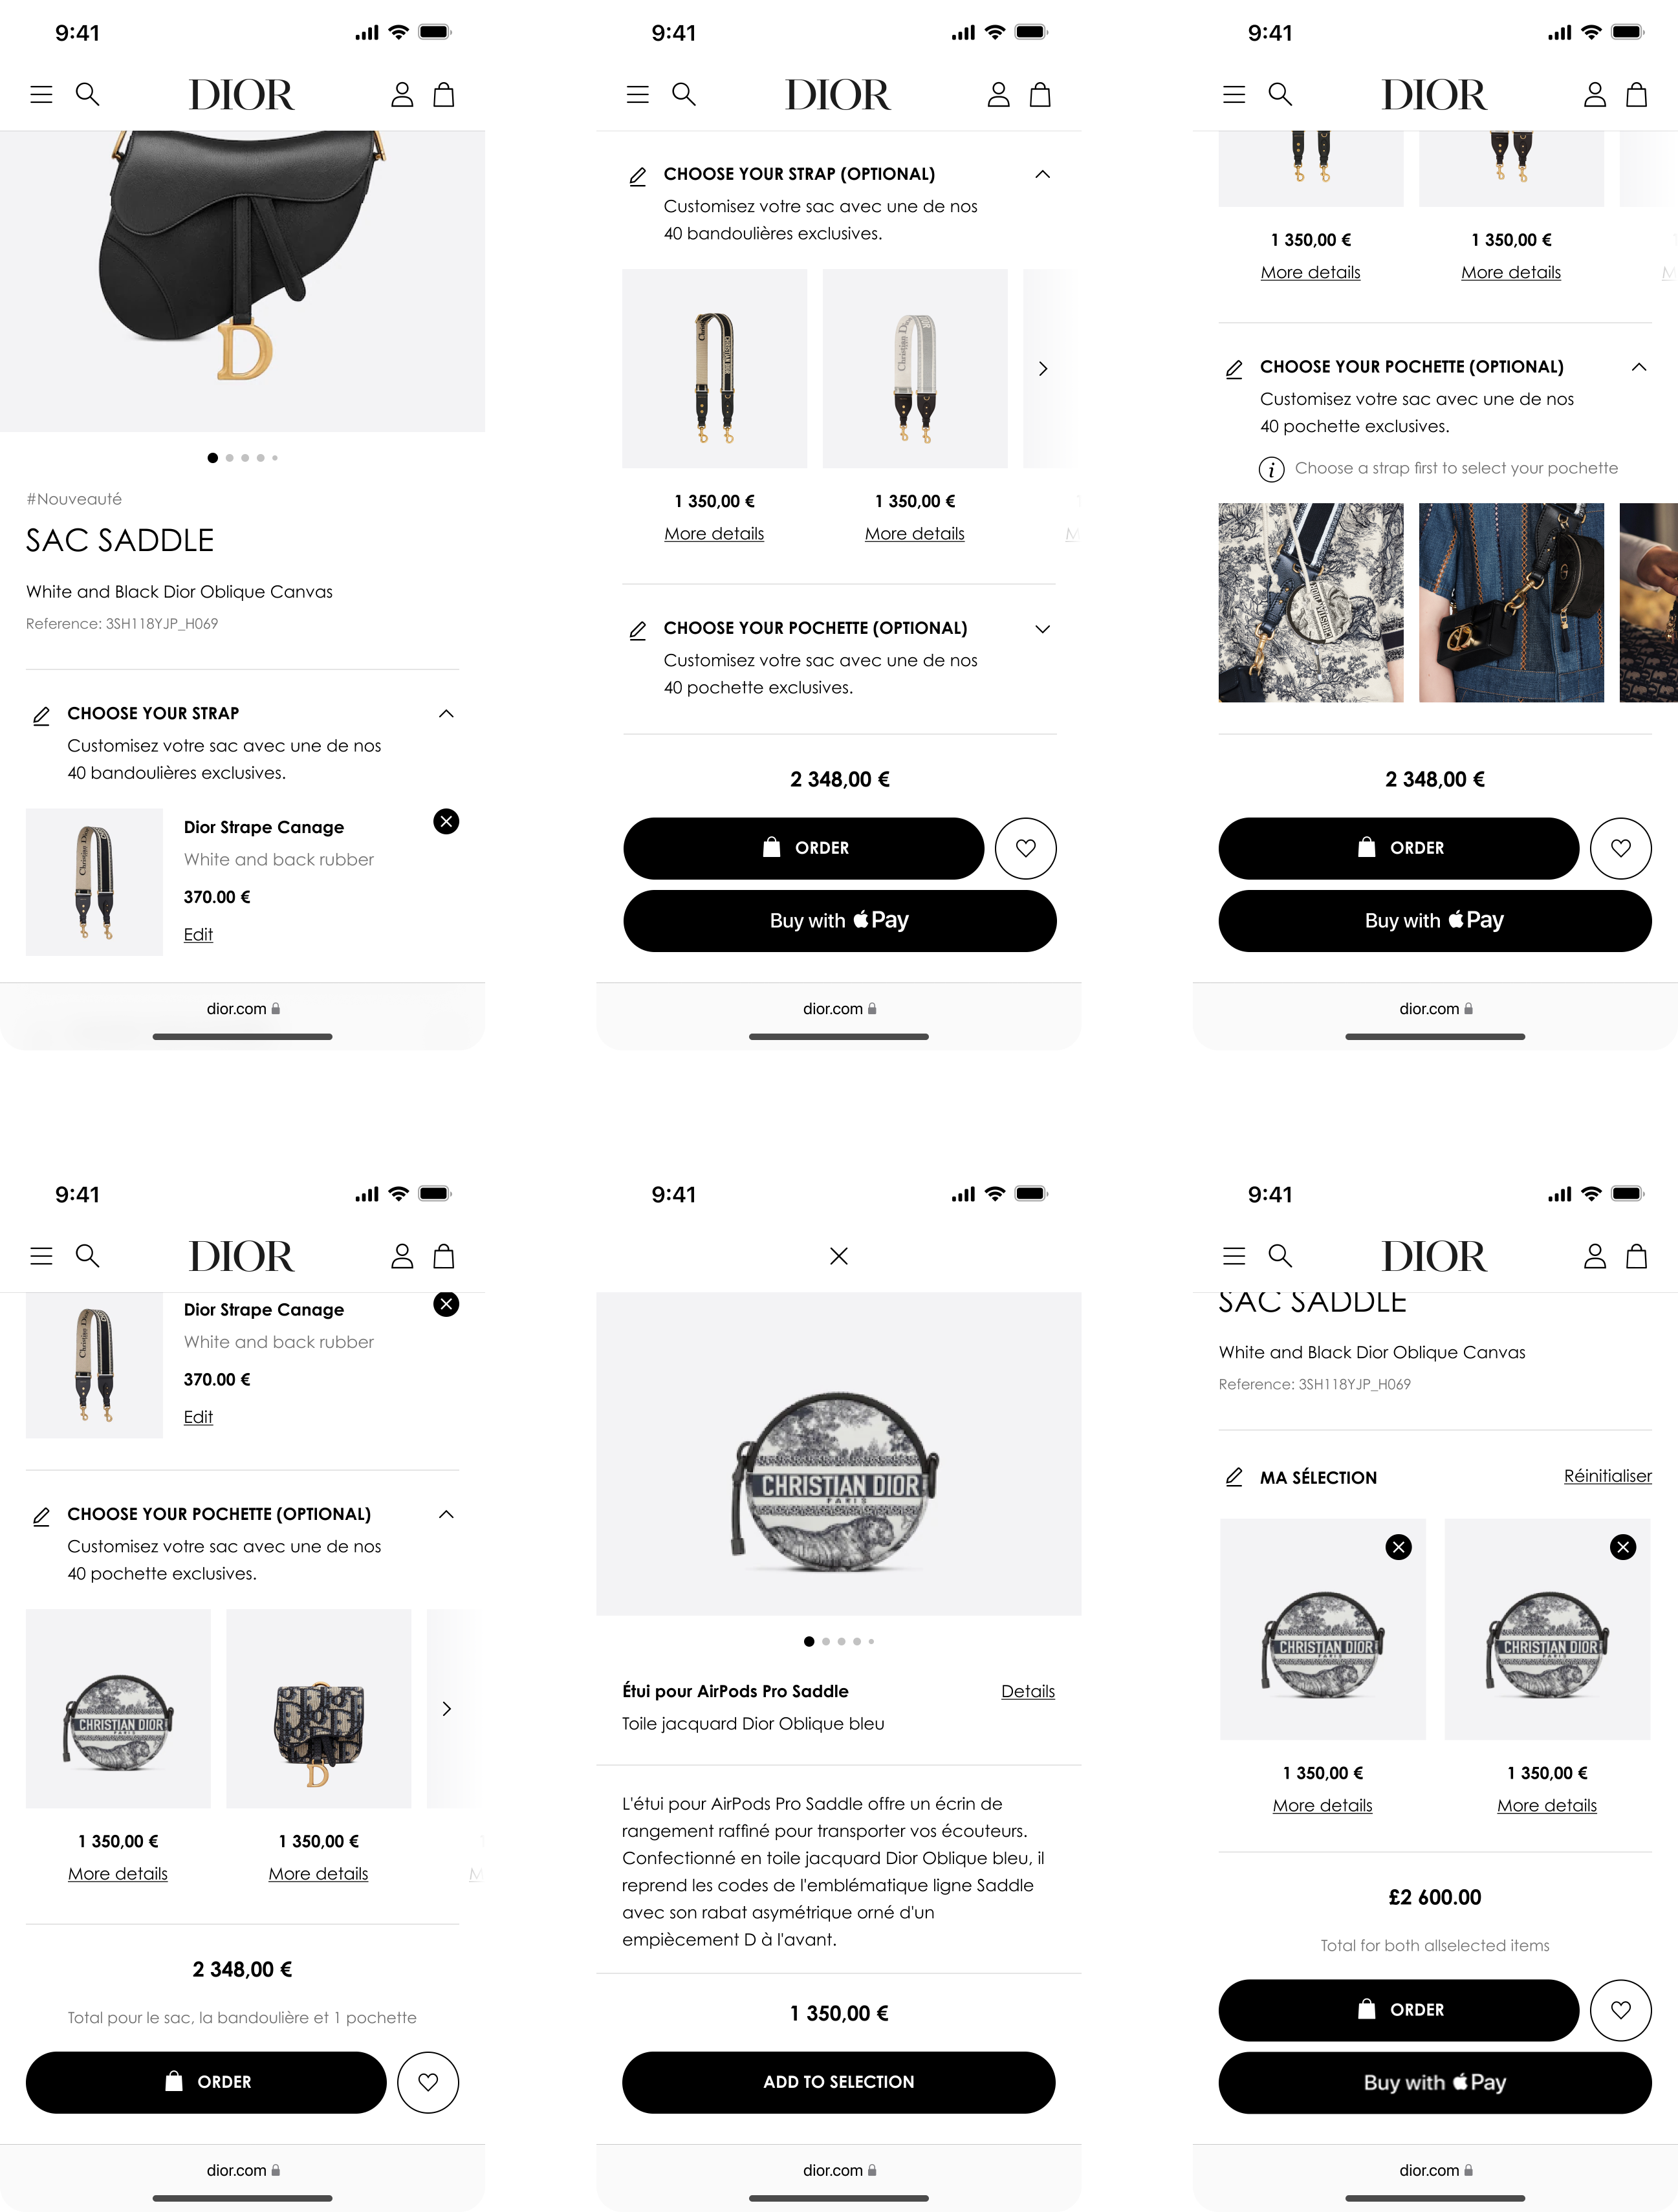 9:41
DIOR
#Nouveauté
SAC SADDLE
White and Black Dior Oblique Canvas
Reference: 3SH118YJP_H069
CHOOSE YOUR STRAP
Customisez votre sac avec une de nos
40 bandoulières exclusives.
Dior Strape Canage
White and back rubber
370.00 €
Edit
dior.com
9:41
DIOR
CHOOSE YOUR STRAP (OPTIONAL)
Customisez votre sac avec une de nos
40 bandoulières exclusives.
1 350,00 € 1 350,00 €
More details More details M
CHOOSE YOUR POCHETTE (OPTIONAL)
Customisez votre sac avec une de nos
40 pochette exclusives.
2 348,00 €
ORDER
Buy with Pay
dior.com
9:41
DIOR
1 350,00 € 1 350,00 €
More details More details M
CHOOSE YOUR POCHETTE (OPTIONAL)
Customisez votre sac avec une de nos
40 pochette exclusives.
Choose a strap first to select your pochette
2 348,00 €
ORDER
Buy with Pay
dior.com
9:41
DIOR
Dior Strape Canage
White and back rubber
370.00 €
Edit
CHOOSE YOUR POCHETTE (OPTIONAL)
Customisez votre sac avec une de nos
40 pochette exclusives.
CHRISTIAN DIOR
PARIS
1 350,00 € 1 350,00 €
More details More details M
2 348,00 €
Total pour le sac, la bandoulière et 1 pochette
ORDER
dior.com
9:41
CHRISTIAN DIOR
PARIS
Étui pour AirPods Pro Saddle Details
Toile jacquard Dior Oblique bleu
L'étui pour AirPods Pro Saddle offre un écrin de
rangement raffiné pour transporter vos écouteurs.
Confectionné en toile jacquard Dior Oblique bleu, il
reprend les codes de l'emblématique ligne Saddle
avec son rabat asymétrique orné d'un
empiècement D à l'avant.
1 350,00 €
ADD TO SELECTION
dior.com
9:41
DIOR
SAC SADDLE
White and Black Dior Oblique Canvas
Reference: 3SH118YJP_H069
MA SÉLECTION Réinitialiser
CHRISTIAN DIOR CHRISTIAN DIOR
PARIS PARIS
1 350,00 € 1 350,00 €
More details More details
£2 600.00
Total for both allselected items
ORDER
Buy with Pay
dior.com